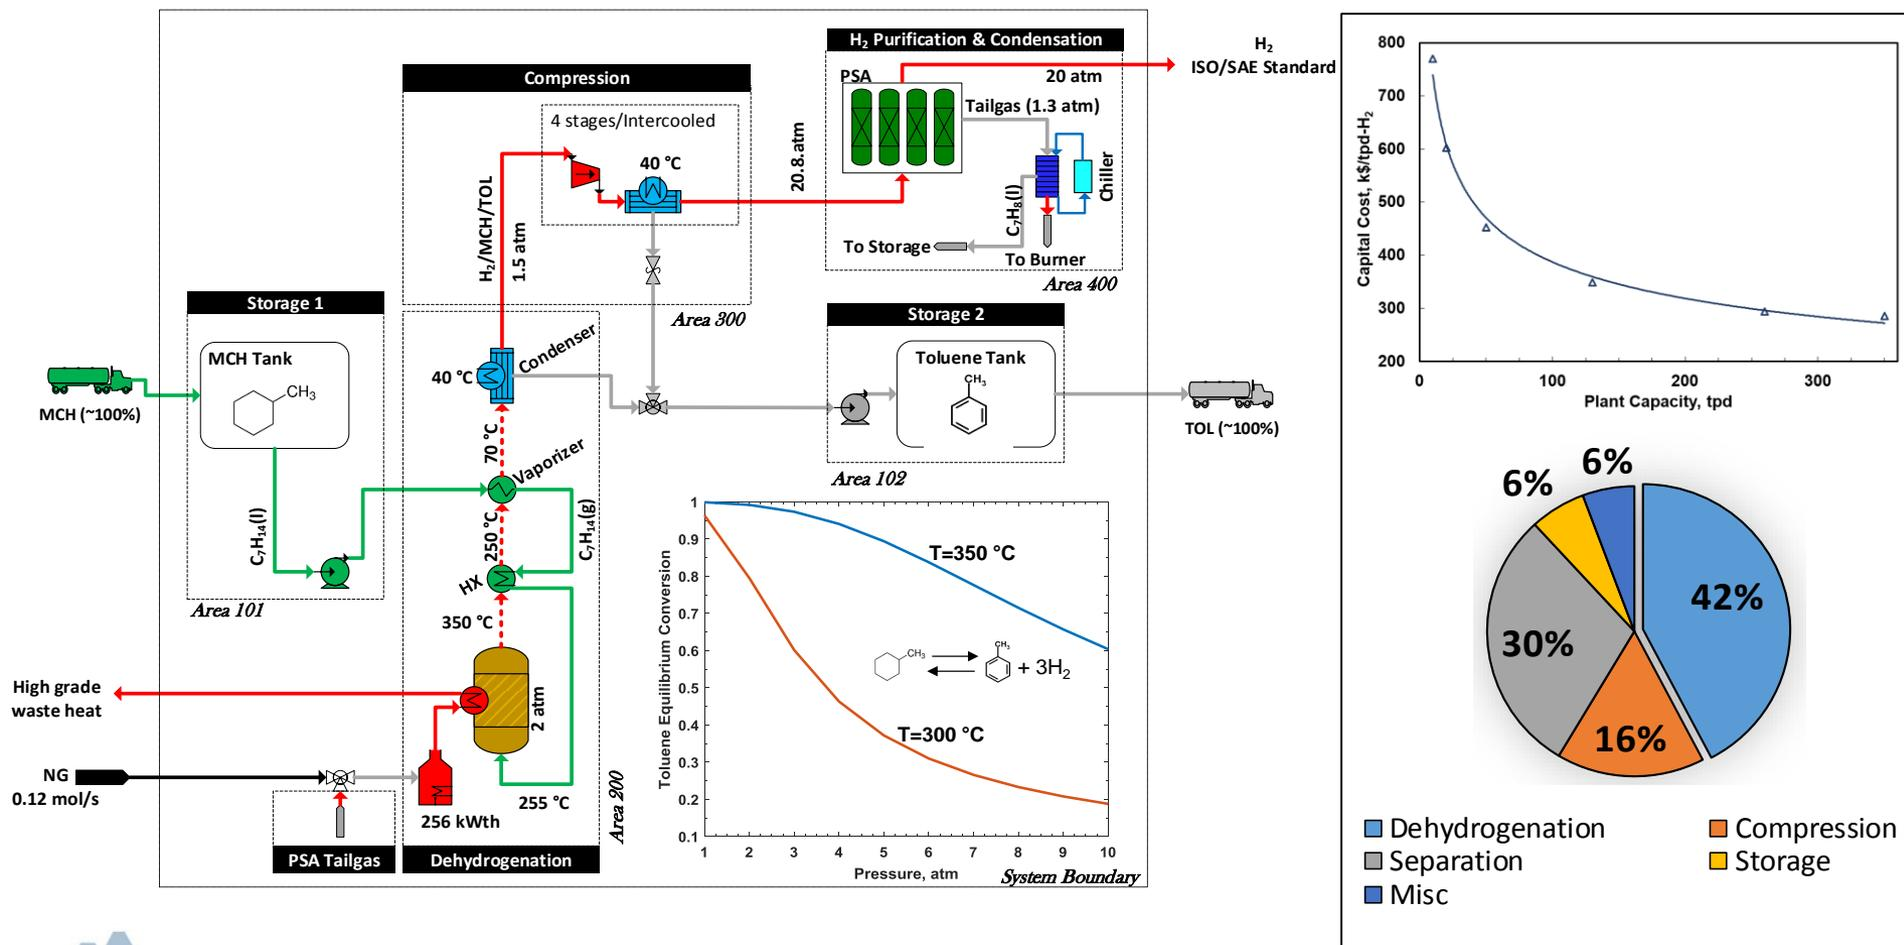 H₂ Purification & Condensation
PSA
20 atm
Tailgas (1.3 atm)
Chiller
C₇H₈(l)
To Storage
To Burner
Area 400
H₂
ISO/SAE Standard
Compression
4 stages/Intercooled
40 °C
20.8.atm
H₂/MCH/TOL
1.5 atm
Area 300
Storage 1
MCH Tank
CH₃
MCH (~100%)
C₇H₁₄(l)
Area 101
Condenser
40 °C
70 °C
Vaporizer
250 °C
C₇H₁₄(g)
HX
350 °C
2 atm
255 °C
256 kWth
Area 200
Dehydrogenation
High grade
waste heat
NG
0.12 mol/s
PSA Tailgas
Storage 2
Toluene Tank
CH₃
Area 102
TOL (~100%)
Toluene Equilibrium Conversion
1
0.9
0.8
0.7
0.6
0.5
0.4
0.3
0.2
0.1
T=350 °C
CH₃
CH₃
+ 3H₂
T=300 °C
1 2 3 4 5 6 7 8 9 10
Pressure, atm
System Boundary
Capital Cost, k$/tpd-H₂
800
700
600
500
400
300
200
0 100 200 300
Plant Capacity, tpd
6%
6%
42%
30%
16%
Dehydrogenation
Compression
Separation
Storage
Misc